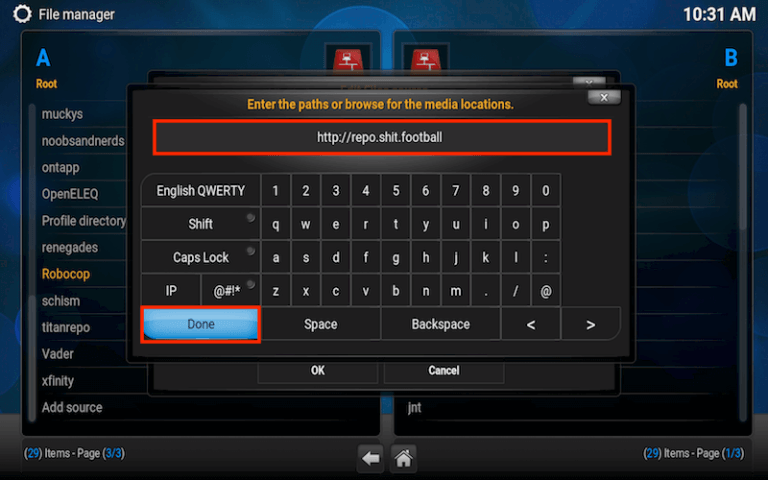 File manager
10:31 AM
A
B
Root
Root
muckys
noobsandnerds
ontapp
OpenELEQ
Profile directory
renegades
Robocop
schism
titanrepo
Vader
xfinity
Add source
Enter the paths or browse for the media locations.
http://repo.shit.football
English QWERTY 1 2 3 4 5 6 7 8 9 0
Shift q w e r t y u i o p
Caps Lock a s d f g h j k l :
IP @#!* z x c v b n m . / @
Done Space Backspace < >
OK Cancel
jnt
(29) Items - Page (3/3)
(29) Items - Page (1/3)